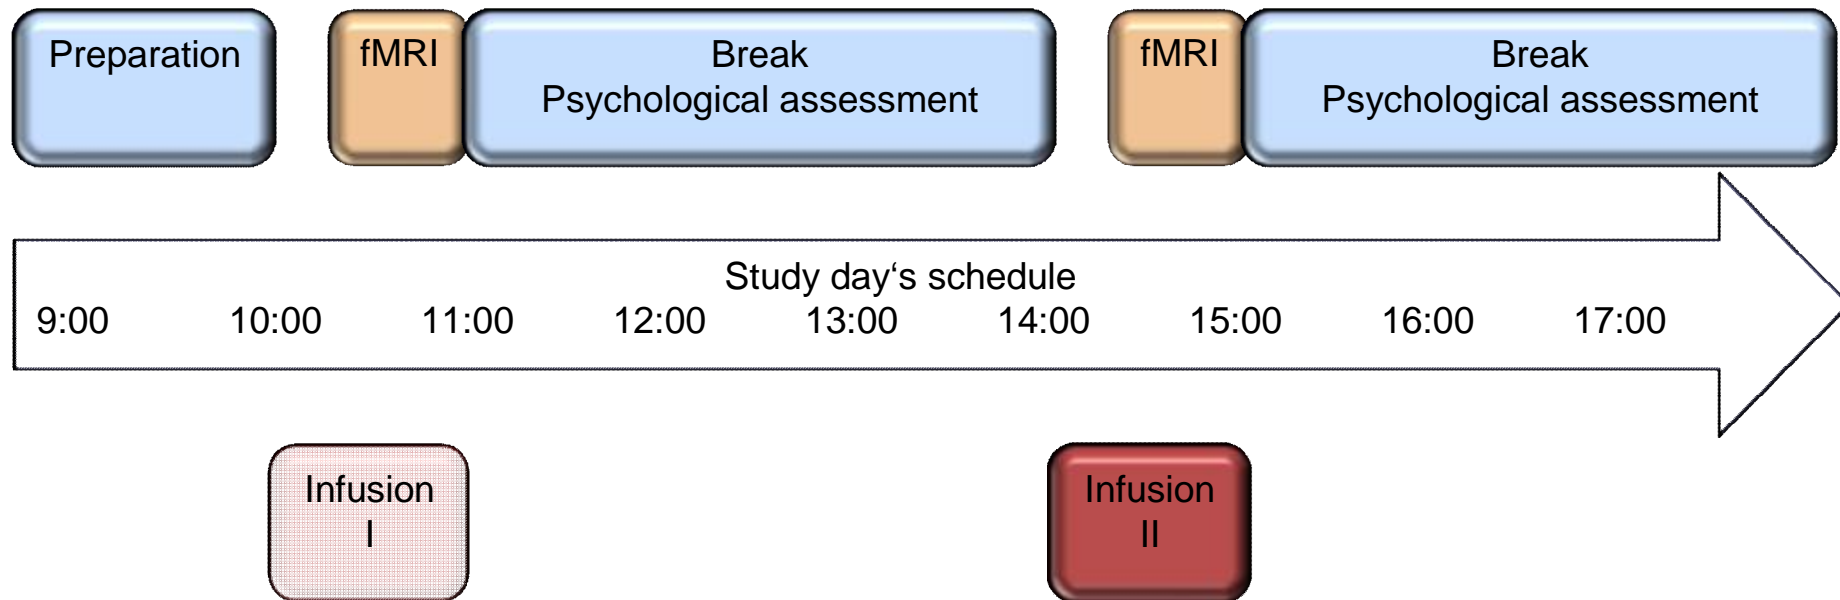 Preparation
fMRI
Break
Psychological assessment
fMRI
Break
Psychological assessment
Study day‘s schedule
9:00 10:00 11:00 12:00 13:00 14:00 15:00 16:00 17:00
Infusion
I
Infusion
II